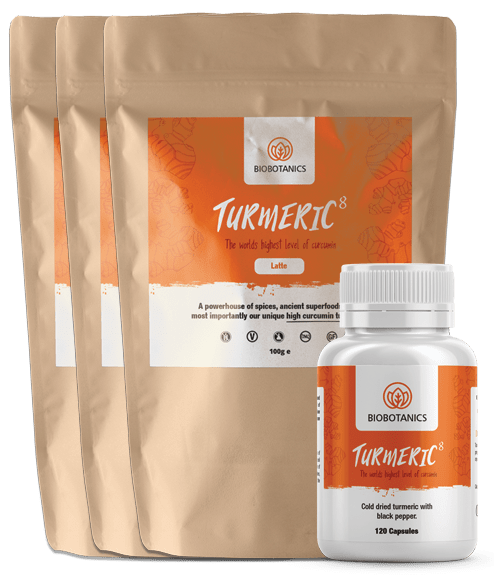 BIOBOTANICS
TURMERIC8
The worlds highest level of curcumin
Latte
A powerhouse of spices, ancient superfoods
most importantly our unique high curcumin
100g e
BIOBOTANICS
TURMERIC8
The worlds highest level of curcumin
Cold dried turmeric with
black pepper.
120 Capsules